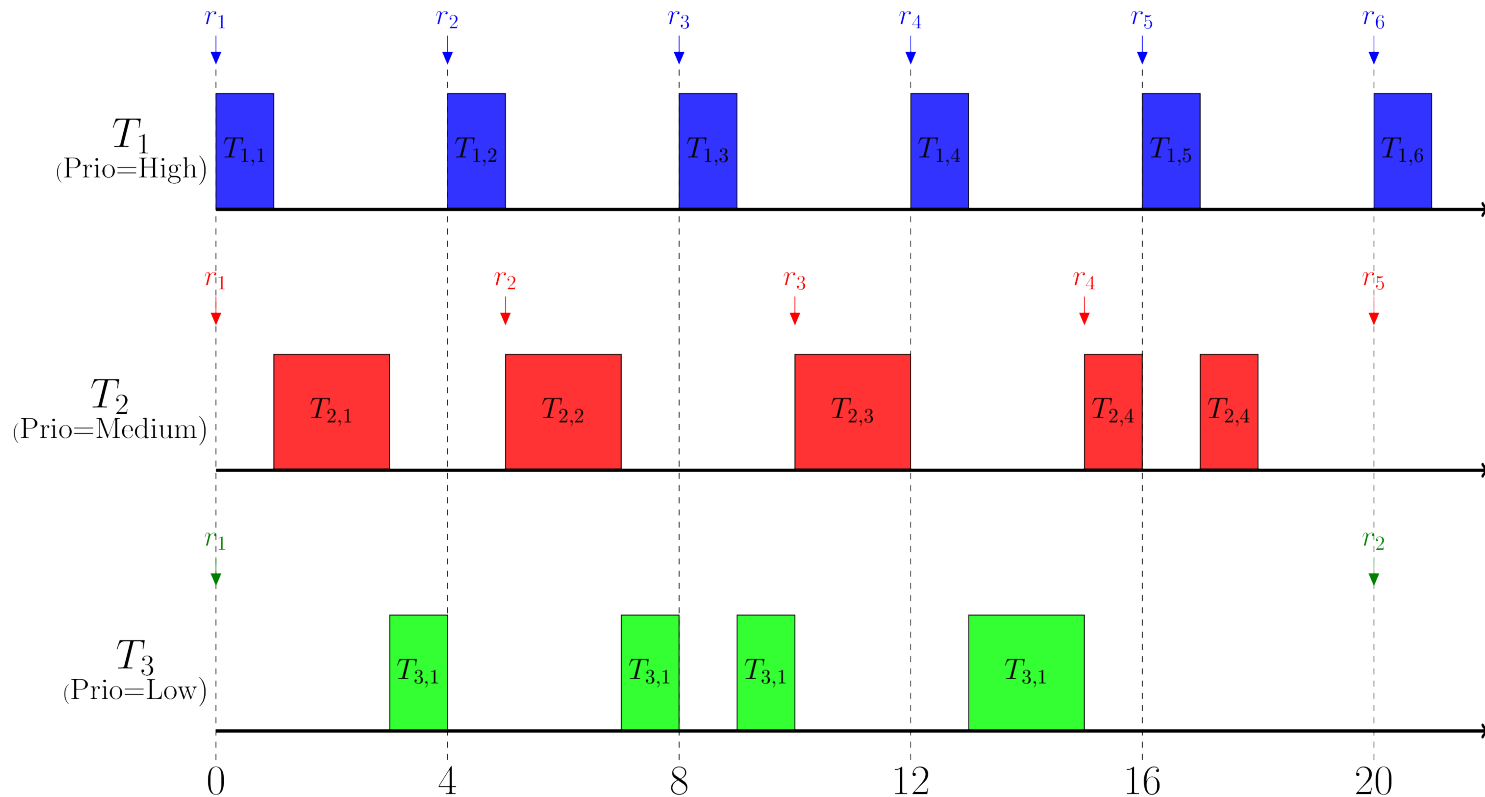 r₁ r₂ r₃ r₄ r₅ r₆
T₁
(Prio=High)
T₁,₁ T₁,₂ T₁,₃ T₁,₄ T₁,₅ T₁,₆
r₁ r₂ r₃ r₄ r₅
T₂
(Prio=Medium)
T₂,₁ T₂,₂ T₂,₃ T₂,₄ T₂,₄
r₁ r₂
T₃
(Prio=Low)
T₃,₁ T₃,₁ T₃,₁ T₃,₁
0 4 8 12 16 20